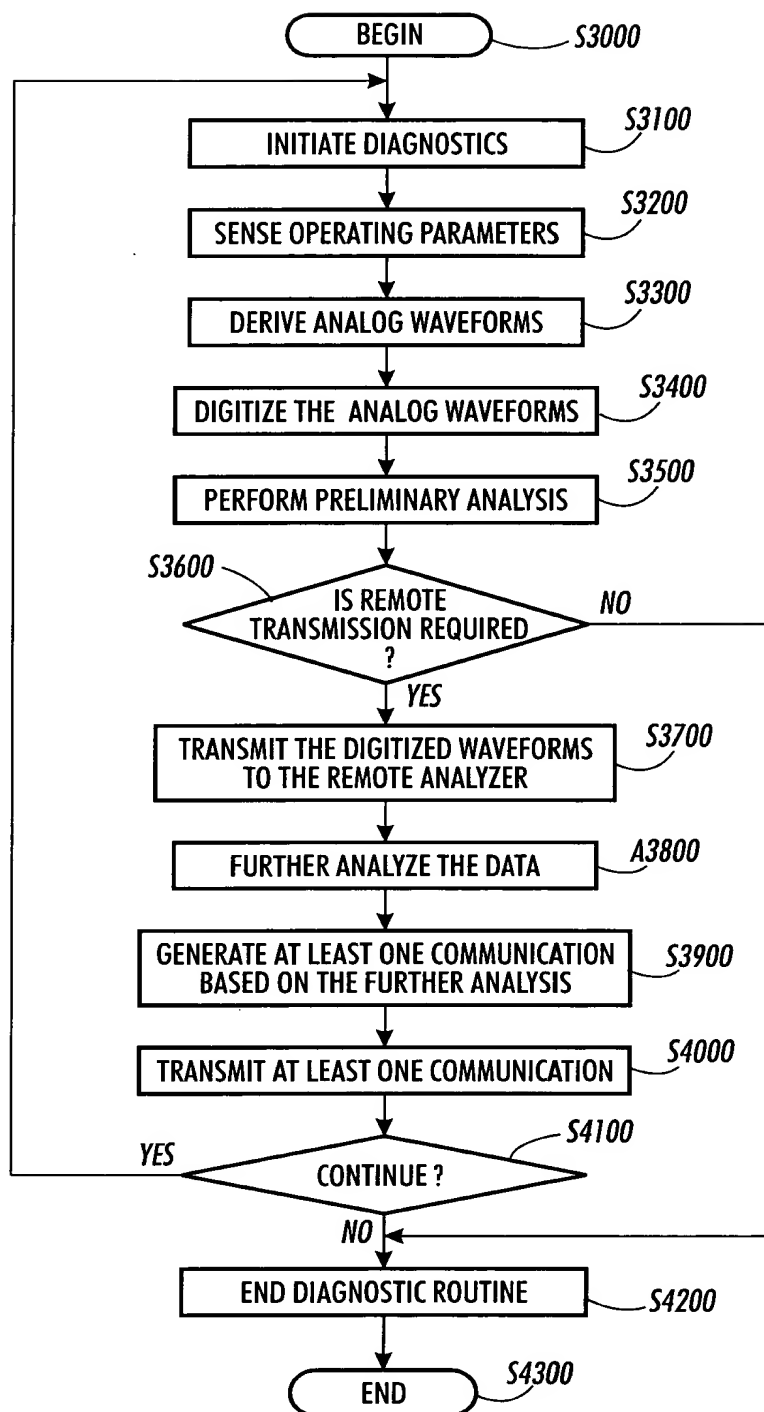 BEGIN
S3000
S3100
INITIATE DIAGNOSTICS
S3200
SENSE OPERATING PARAMETERS
S3300
DERIVE ANALOG WAVEFORMS
S3400
DIGITIZE THE ANALOG WAVEFORMS
S3500
PERFORM PRELIMINARY ANALYSIS
S3600
IS REMOTE
TRANSMISSION REQUIRED
?
NO
YES
S3700
TRANSMIT THE DIGITIZED WAVEFORMS
TO THE REMOTE ANALYZER
A3800
FURTHER ANALYZE THE DATA
S3900
GENERATE AT LEAST ONE COMMUNICATION
BASED ON THE FURTHER ANALYSIS
S4000
TRANSMIT AT LEAST ONE COMMUNICATION
S4100
YES
CONTINUE ?
NO
END DIAGNOSTIC ROUTINE
S4200
END
S4300